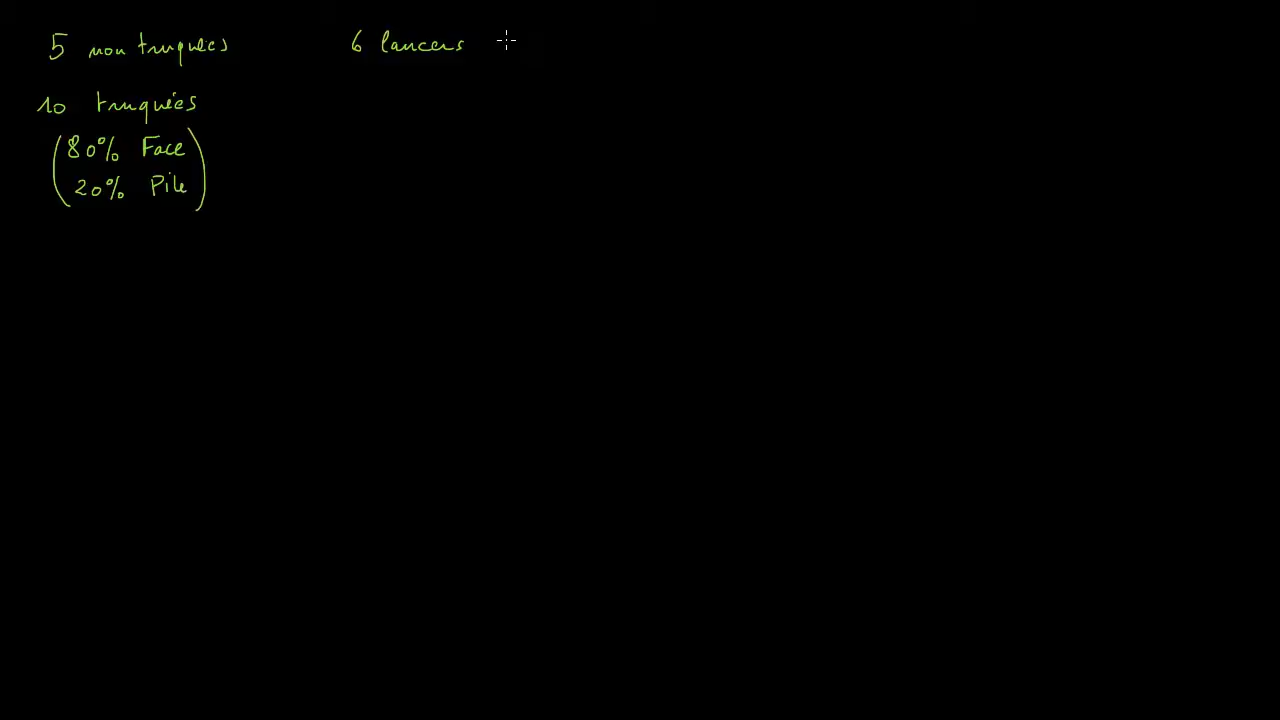 5 non truquées
6 lancers
10 truquées
(80% Face
20% Pile)